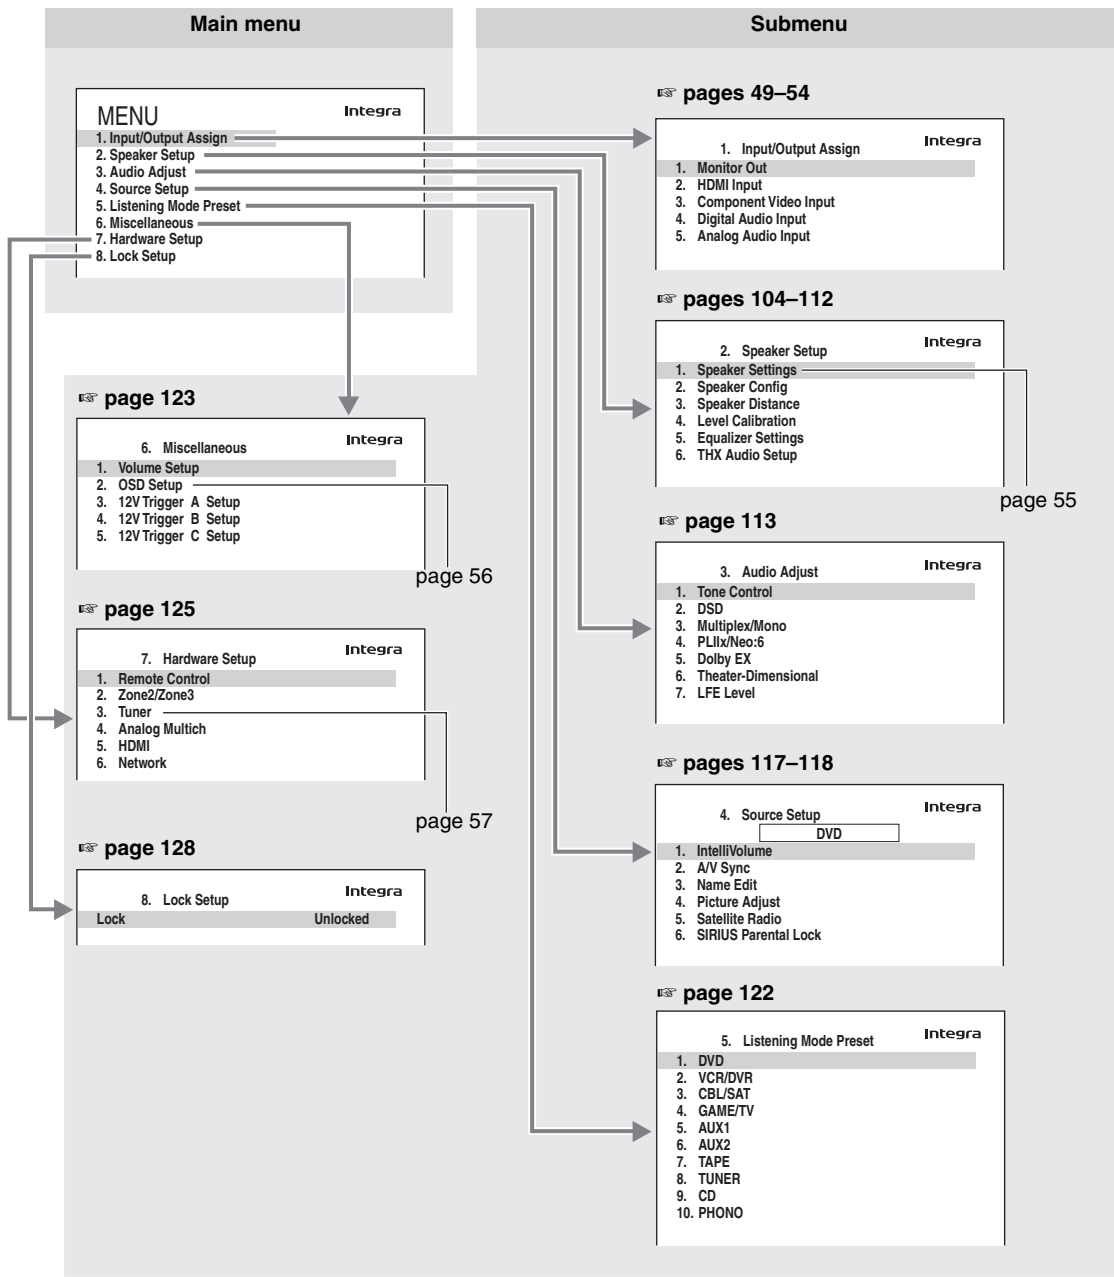 Main menu
Submenu
MENU
Integra
1. Input/Output Assign
2. Speaker Setup
3. Audio Adjust
4. Source Setup
5. Listening Mode Preset
6. Miscellaneous
7. Hardware Setup
8. Lock Setup
☞ page 123
Integra
6. Miscellaneous
1. Volume Setup
2. OSD Setup
3. 12V Trigger A Setup
4. 12V Trigger B Setup
5. 12V Trigger C Setup
page 56
☞ page 125
Integra
7. Hardware Setup
1. Remote Control
2. Zone2/Zone3
3. Tuner
4. Analog Multich
5. HDMI
6. Network
page 57
☞ page 128
Integra
8. Lock Setup
Lock Unlocked
☞ pages 49–54
Integra
1. Input/Output Assign
1. Monitor Out
2. HDMI Input
3. Component Video Input
4. Digital Audio Input
5. Analog Audio Input
☞ pages 104–112
Integra
2. Speaker Setup
1. Speaker Settings
2. Speaker Config
3. Speaker Distance
4. Level Calibration
5. Equalizer Settings
6. THX Audio Setup
page 55
☞ page 113
Integra
3. Audio Adjust
1. Tone Control
2. DSD
3. Multiplex/Mono
4. PLIIx/Neo:6
5. Dolby EX
6. Theater-Dimensional
7. LFE Level
☞ pages 117–118
Integra
4. Source Setup
DVD
1. IntelliVolume
2. A/V Sync
3. Name Edit
4. Picture Adjust
5. Satellite Radio
6. SIRIUS Parental Lock
☞ page 122
Integra
5. Listening Mode Preset
1. DVD
2. VCR/DVR
3. CBL/SAT
4. GAME/TV
5. AUX1
6. AUX2
7. TAPE
8. TUNER
9. CD
10. PHONO